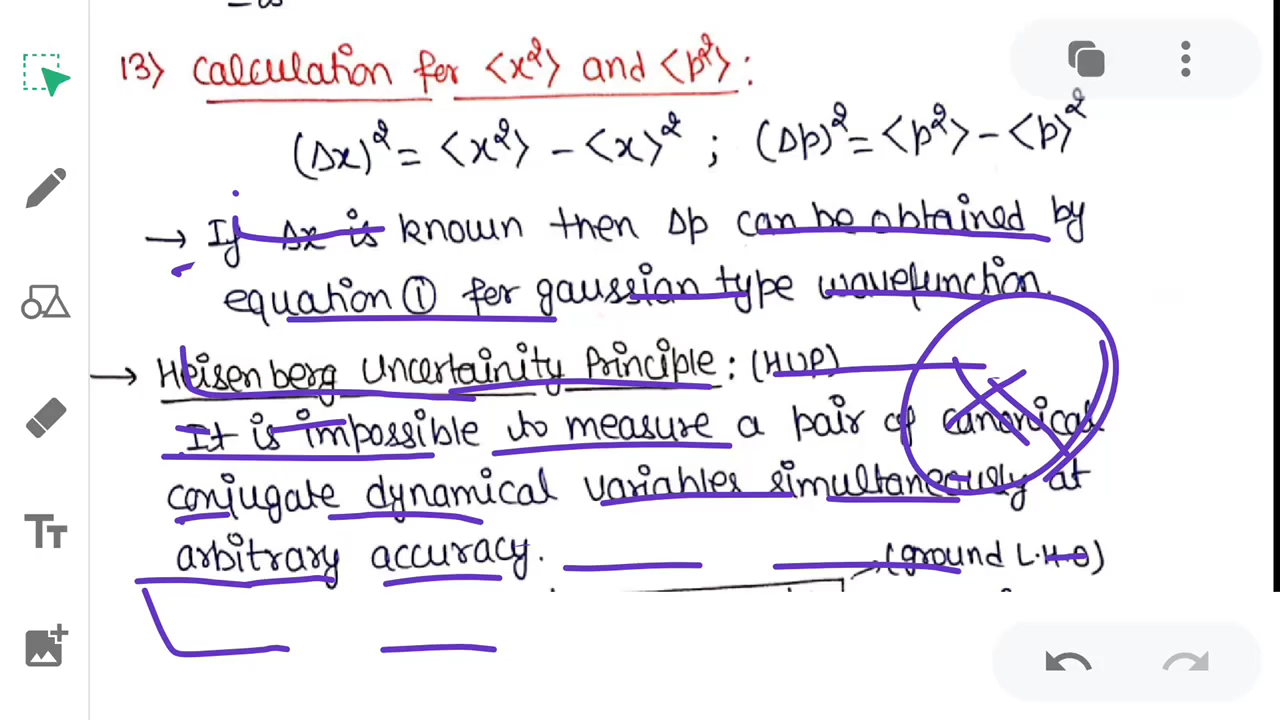 13) Calculation for <x²> and <p²> :
(Δx)² = <x²> - <x>² ; (Δp)² = <p²> - <p>²
→ If Δx is known then Δp can be obtained by
equation ① for gaussian type wavefunction.
→ Heisenberg Uncertainity Principle : (HUP)
It is impossible to measure a pair of canonical
conjugate dynamical variables simultaneously at
arbitrary accuracy.
(ground L.H.O)
TT